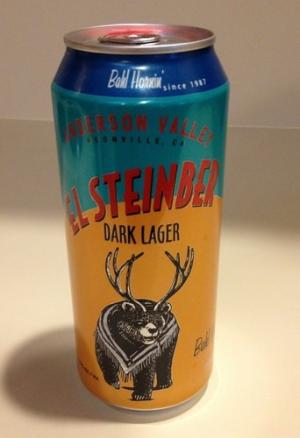 Bahl Hornin'
since 1987
ANDERSON VALLEY
BOONVILLE, CA
EL STEINBER
DARK LAGER